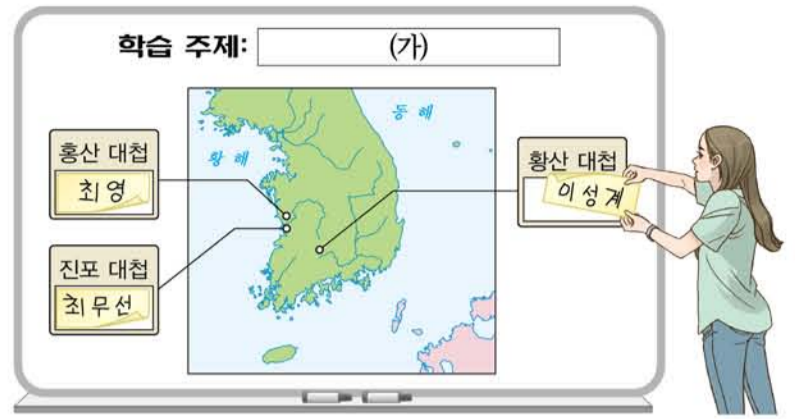 학습 주제: (가)
동해
황해
홍산 대첩
최영
황산 대첩
이성계
진포 대첩
최무선